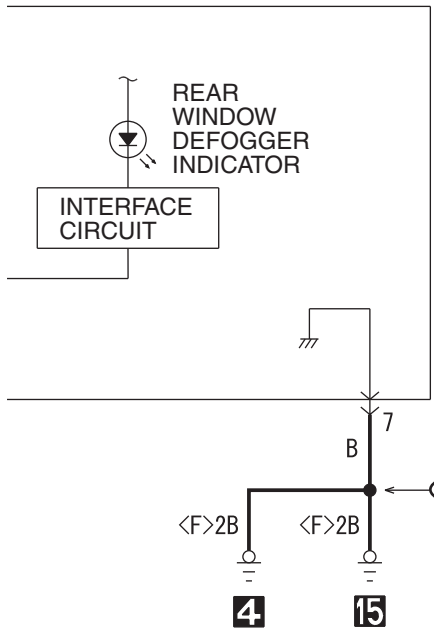 REAR
WINDOW
DEFOGGER
INDICATOR
INTERFACE
CIRCUIT
7
B
<F>2B <F>2B
4 15